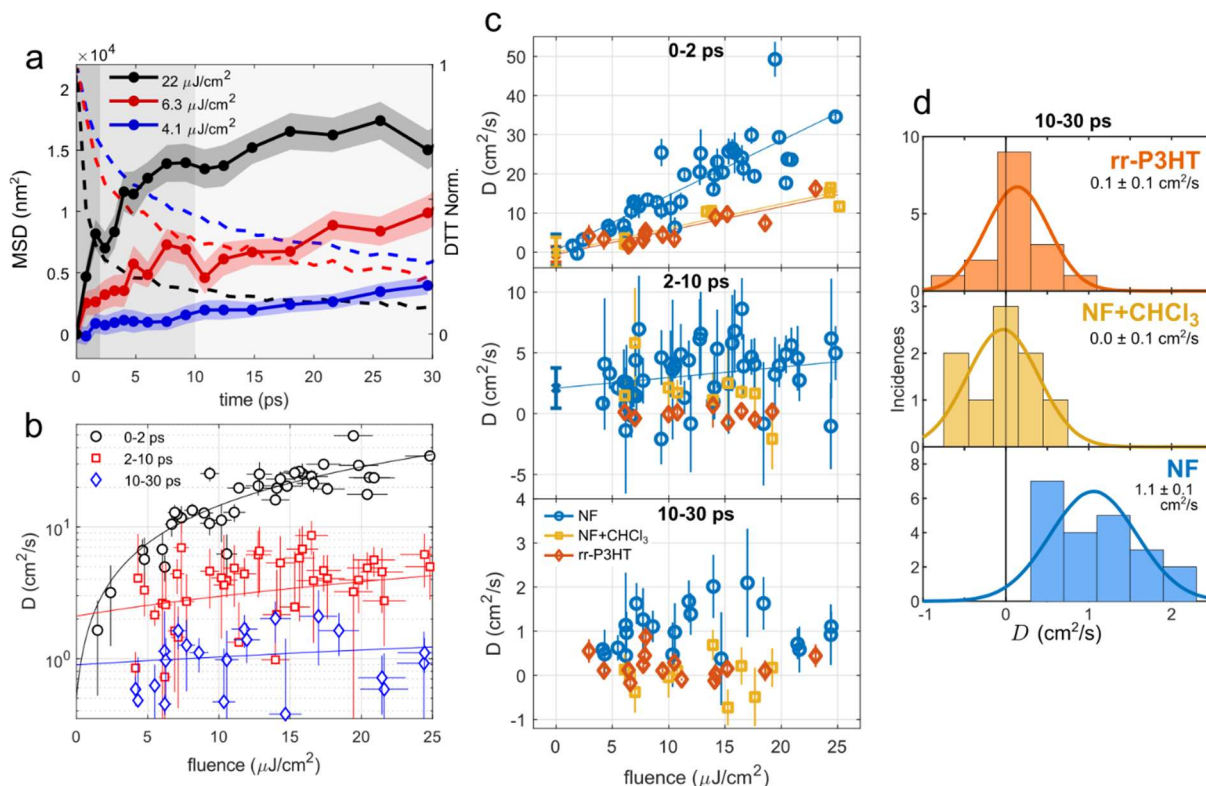 a
×10⁴
2
1.5
1
0.5
0
MSD (nm²)
22 μJ/cm²
6.3 μJ/cm²
4.1 μJ/cm²
1
DTT Norm.
0
0 5 10 15 20 25 30
time (ps)
b
0-2 ps
2-10 ps
10-30 ps
10¹
10⁰
D (cm²/s)
0 5 10 15 20 25
fluence (μJ/cm²)
c
0-2 ps
50
40
30
20
10
0
D (cm²/s)
2-10 ps
10
5
0
-5
D (cm²/s)
10-30 ps
NF
NF+CHCl₃
rr-P3HT
4
3
2
1
0
-1
D (cm²/s)
0 5 10 15 20 25
fluence (μJ/cm²)
d
10-30 ps
10
5
0
rr-P3HT
0.1 ± 0.1 cm²/s
3
2
1
0
Incidences
NF+CHCl₃
0.0 ± 0.1 cm²/s
8
6
4
2
0
NF
1.1 ± 0.1
cm²/s
-1 0 1 2
D (cm²/s)